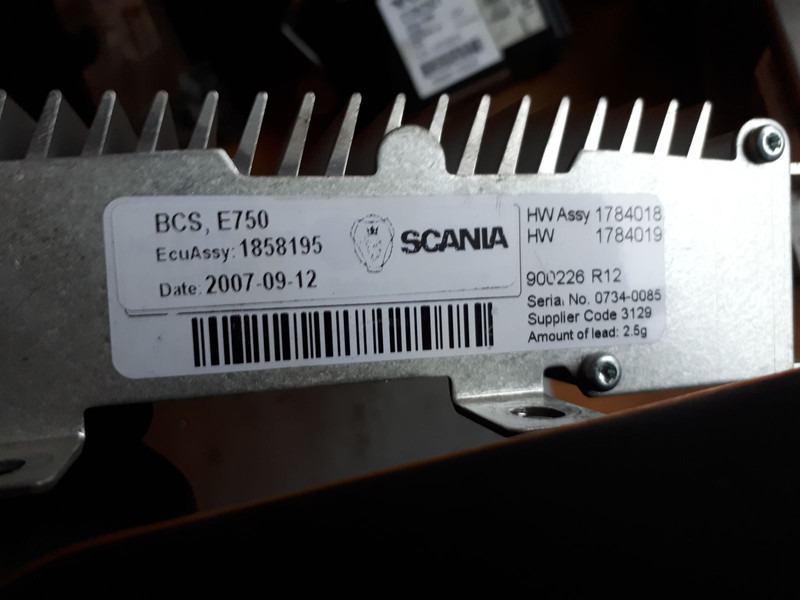 BCS, E750
EcuAssy: 1858195
Date: 2007-09-12
SCANIA
HW Assy 1784018
HW 1784019
900226 R12
Serial No. 0734-0085
Supplier Code 3129
Amount of lead: 2.5g